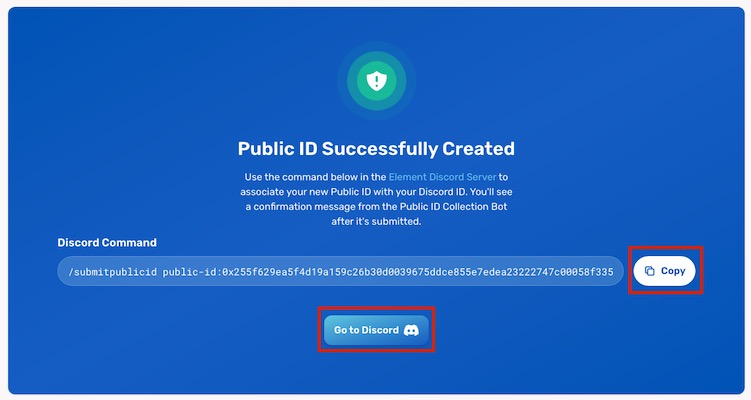 Public ID Successfully Created
Use the command below in the Element Discord Server to
associate your new Public ID with your Discord ID. You'll see
a confirmation message from the Public ID Collection Bot
after it's submitted.
Discord Command
/submitpublicid public-id:0x255f629ea5f4d19a159c26b30d0039675ddce855e7edea23222747c00058f335
Copy
Go to Discord